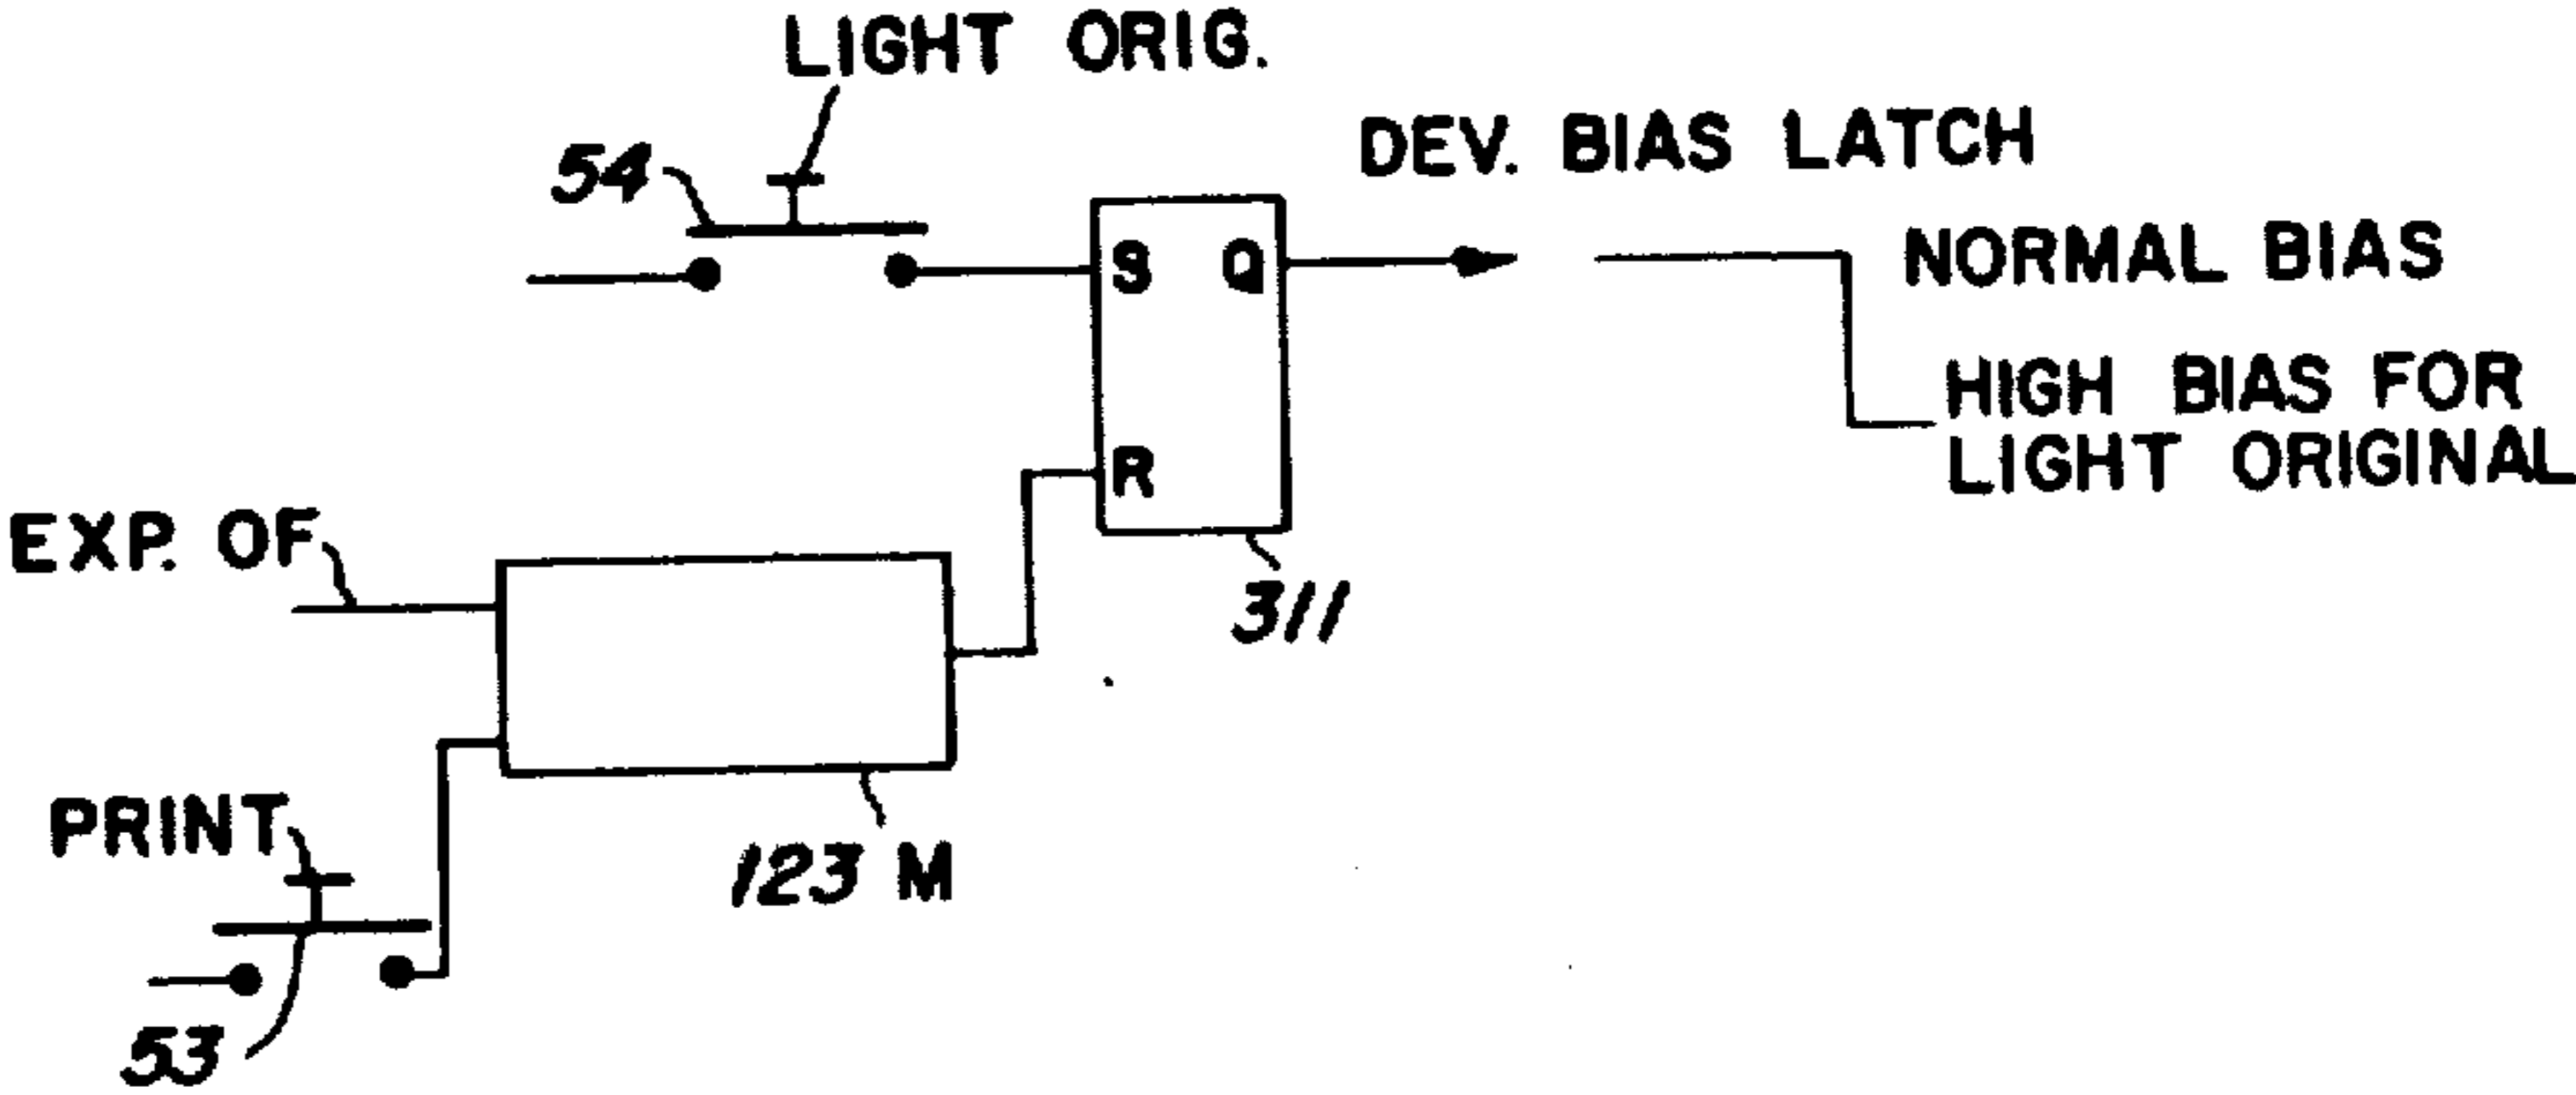 LIGHT ORIG.
54
DEV. BIAS LATCH
S Q
NORMAL BIAS
HIGH BIAS FOR
LIGHT ORIGINAL
R
EXP. OF
311
PRINT
123 M
53